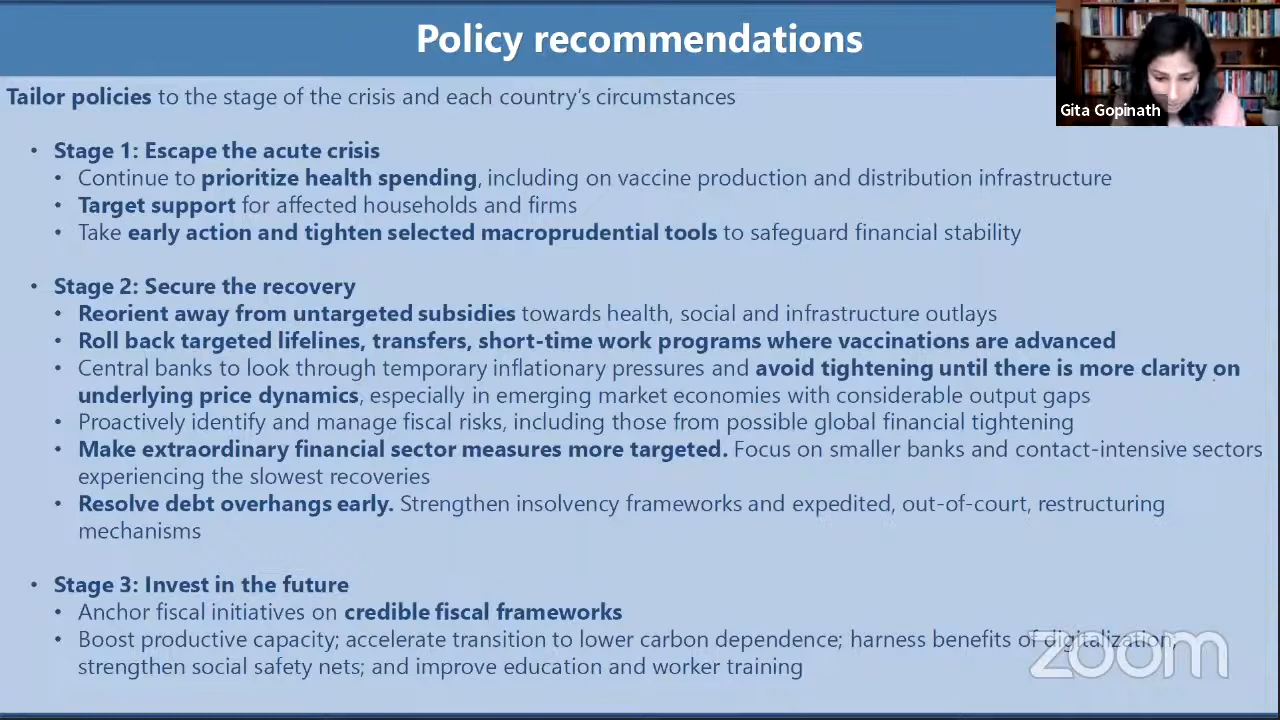 Policy recommendations
Gita Gopinath
Tailor policies to the stage of the crisis and each country's circumstances
• Stage 1: Escape the acute crisis
• Continue to prioritize health spending, including on vaccine production and distribution infrastructure
• Target support for affected households and firms
• Take early action and tighten selected macroprudential tools to safeguard financial stability
• Stage 2: Secure the recovery
• Reorient away from untargeted subsidies towards health, social and infrastructure outlays
• Roll back targeted lifelines, transfers, short-time work programs where vaccinations are advanced
• Central banks to look through temporary inflationary pressures and avoid tightening until there is more clarity on
underlying price dynamics, especially in emerging market economies with considerable output gaps
• Proactively identify and manage fiscal risks, including those from possible global financial tightening
• Make extraordinary financial sector measures more targeted. Focus on smaller banks and contact-intensive sectors
experiencing the slowest recoveries
• Resolve debt overhangs early. Strengthen insolvency frameworks and expedited, out-of-court, restructuring
mechanisms
• Stage 3: Invest in the future
• Anchor fiscal initiatives on credible fiscal frameworks
• Boost productive capacity; accelerate transition to lower carbon dependence; harness benefits of digitalization;
strengthen social safety nets; and improve education and worker training
zoom